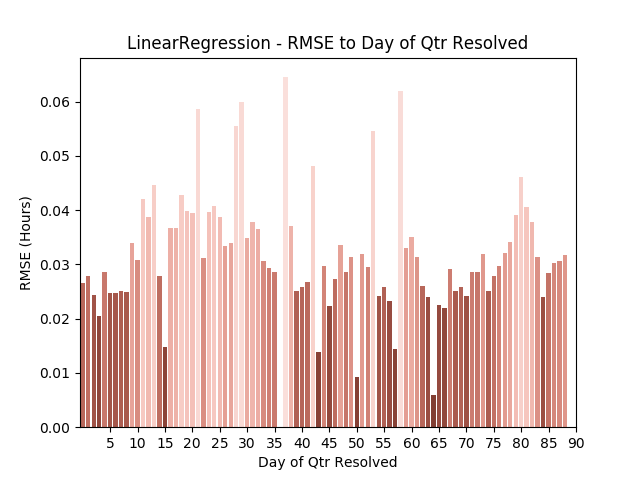 LinearRegression - RMSE to Day of Qtr Resolved
0.06
0.05
0.04
0.03
0.02
0.01
0.00
RMSE (Hours)
5 10 15 20 25 30 35 40 45 50 55 60 65 70 75 80 85 90
Day of Qtr Resolved